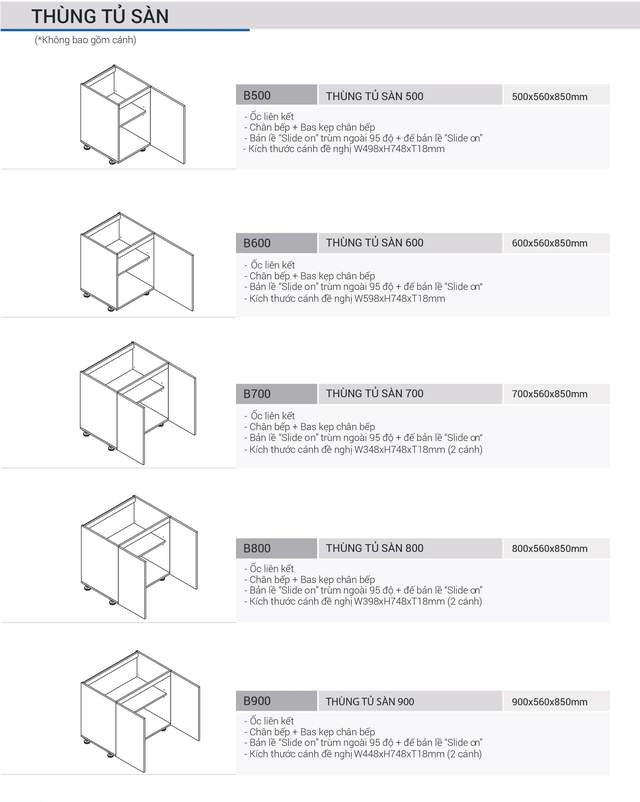 THÙNG TỦ SÀN
(*Không bao gồm cánh)
B500 THÙNG TỦ SÀN 500 500x560x850mm
- Ốc liên kết
- Chân bếp + Bas kẹp chân bếp
- Bản lề “Slide on” trùm ngoài 95 độ + đế bản lề “Slide on”
- Kích thước cánh đề nghị W498xH748xT18mm
B600 THÙNG TỦ SÀN 600 600x560x850mm
- Ốc liên kết
- Chân bếp + Bas kẹp chân bếp
- Bản lề “Slide on” trùm ngoài 95 độ + đế bản lề “Slide on”
- Kích thước cánh đề nghị W598xH748xT18mm
B700 THÙNG TỦ SÀN 700 700x560x850mm
- Ốc liên kết
- Chân bếp + Bas kẹp chân bếp
- Bản lề “Slide on” trùm ngoài 95 độ + đế bản lề “Slide on”
- Kích thước cánh đề nghị W348xH748xT18mm (2 cánh)
B800 THÙNG TỦ SÀN 800 800x560x850mm
- Ốc liên kết
- Chân bếp + Bas kẹp chân bếp
- Bản lề “Slide on” trùm ngoài 95 độ + đế bản lề “Slide on”
- Kích thước cánh đề nghị W398xH748xT18mm (2 cánh)
B900 THÙNG TỦ SÀN 900 900x560x850mm
- Ốc liên kết
- Chân bếp + Bas kẹp chân bếp
- Bản lề “Slide on” trùm ngoài 95 độ + đế bản lề “Slide on”
- Kích thước cánh đề nghị W448xH748xT18mm (2 cánh)